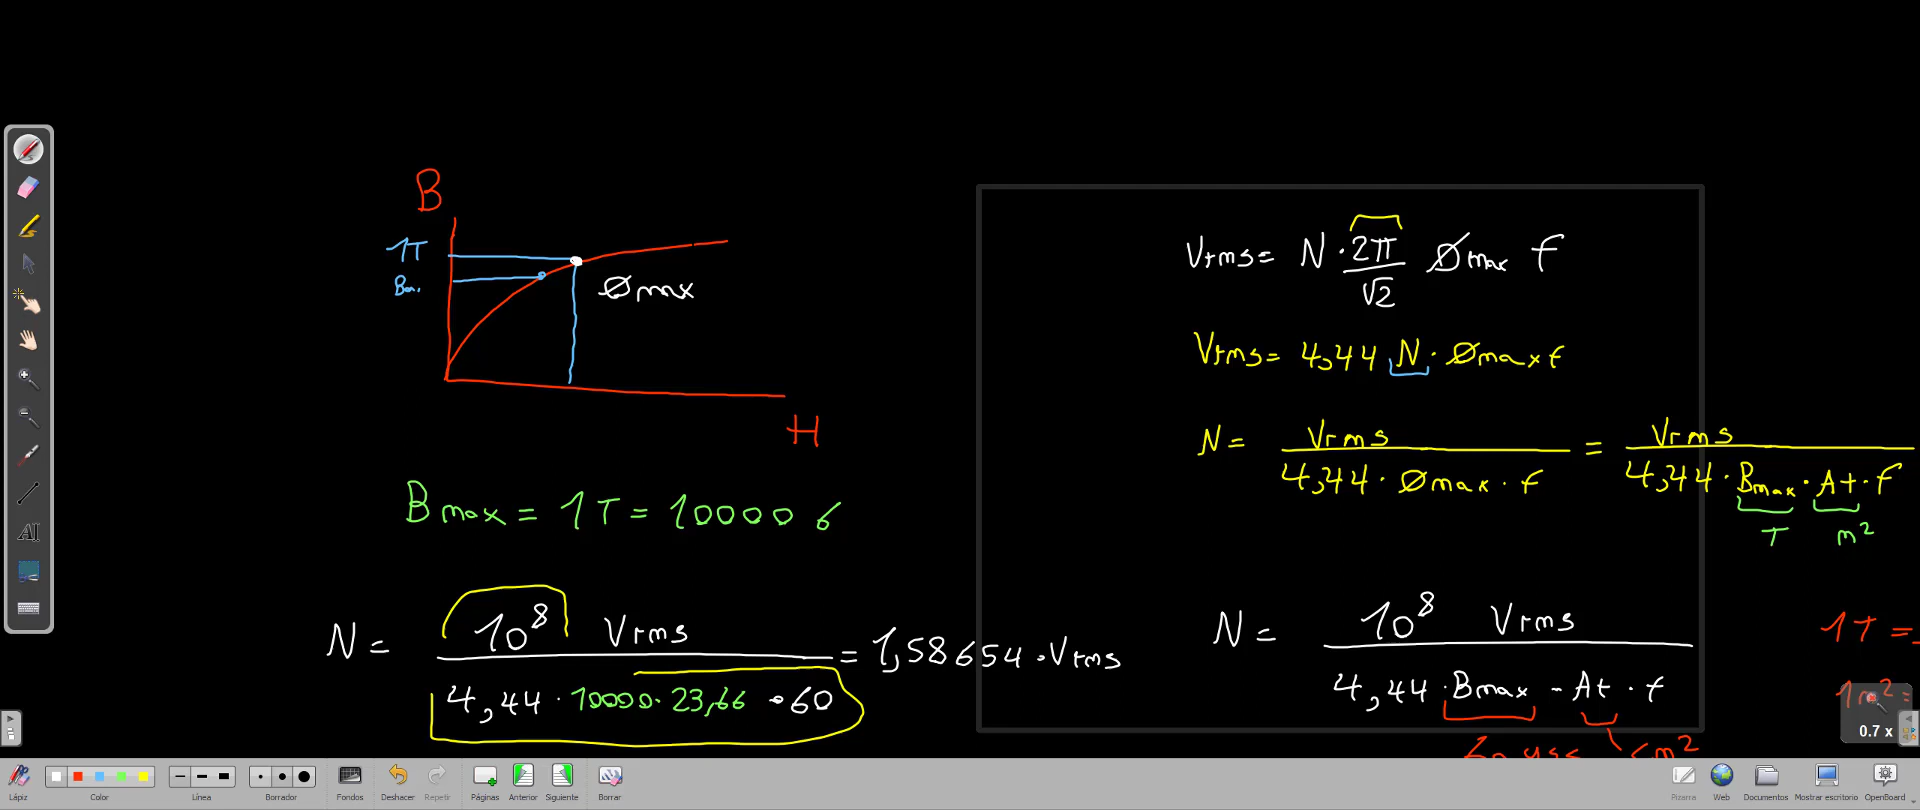 B
1T
Bm.
Ømax
H
Bmax = 1T = 10000 G
N = 10⁸ Vrms / 4,44 · 10000 · 23,66 · 60 = 1,58654 · Vrms
Vrms = N · 2π / √2 Ømax f
Vrms = 4,44 N · Ømax f
N = Vrms / 4,44 · Ømax · f = Vrms / 4,44 · Bmax · At · f
T m²
N = 10⁸ Vrms / 4,44 · Bmax - At · f
1T =
1m² =
cm²
0.7 x
Lápiz
Color
Línea
Borrador
Fondos
Deshacer
Repetir
Páginas
Anterior
Siguiente
Borrar
Pizarra
Web
Documentos
Mostrar escritorio
OpenBoard